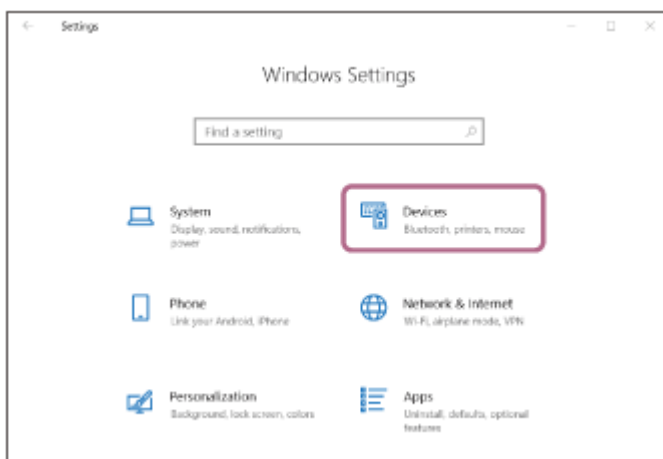 Settings
Windows Settings
Find a setting
System
Display, sound, notifications,
power
Devices
Bluetooth, printers, mouse
Phone
Link your Android, iPhone
Network & Internet
Wi-Fi, airplane mode, VPN
Personalization
Background, lock screen, colors
Apps
Uninstall, defaults, optional
features